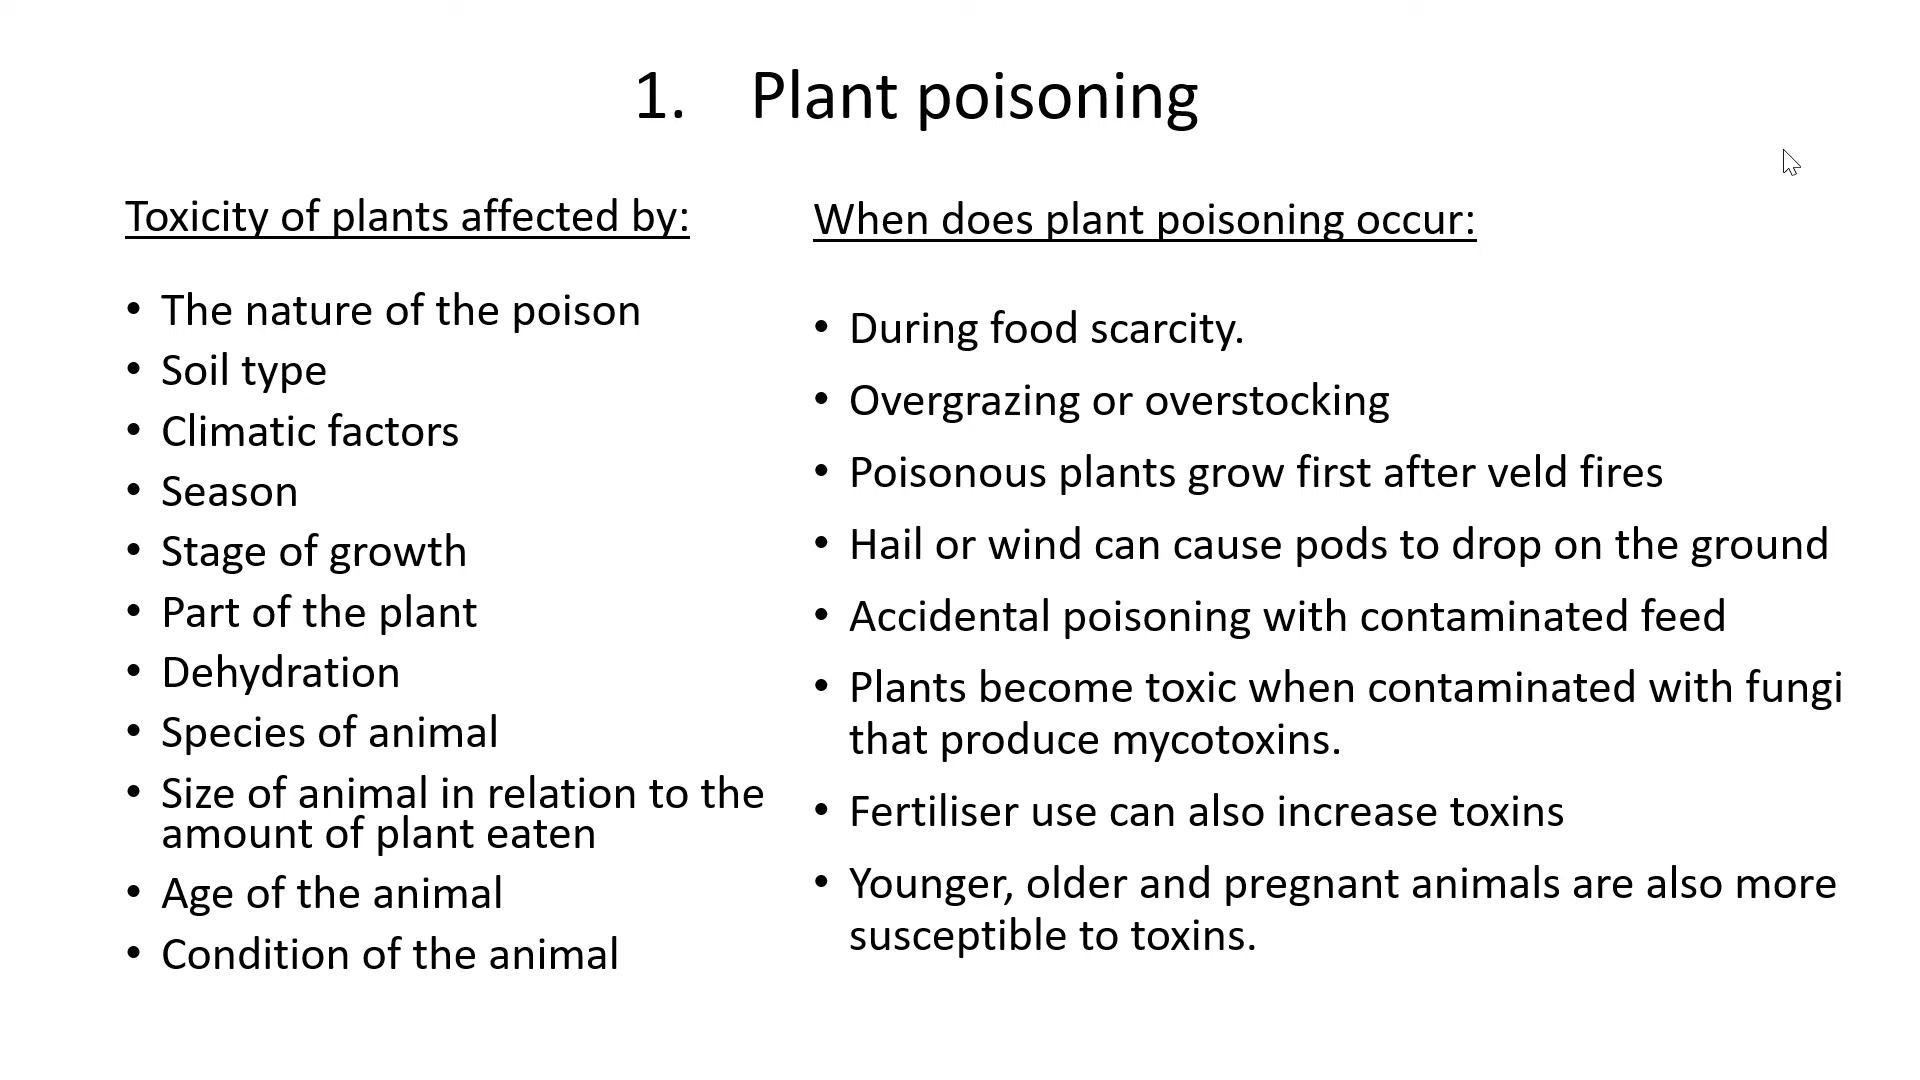 1. Plant poisoning
Toxicity of plants affected by:
• The nature of the poison
• Soil type
• Climatic factors
• Season
• Stage of growth
• Part of the plant
• Dehydration
• Species of animal
• Size of animal in relation to the
amount of plant eaten
• Age of the animal
• Condition of the animal
When does plant poisoning occur:
• During food scarcity.
• Overgrazing or overstocking
• Poisonous plants grow first after veld fires
• Hail or wind can cause pods to drop on the ground
• Accidental poisoning with contaminated feed
• Plants become toxic when contaminated with fungi
that produce mycotoxins.
• Fertiliser use can also increase toxins
• Younger, older and pregnant animals are also more
susceptible to toxins.